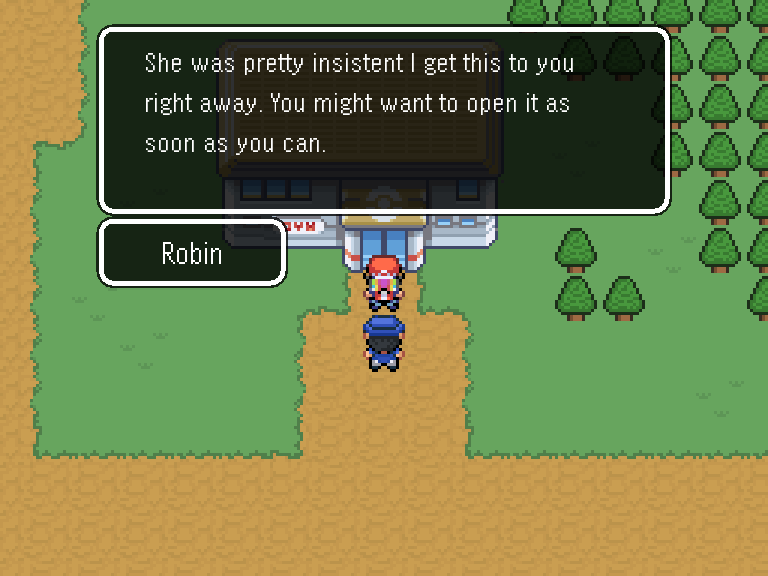 She was pretty insistent I get this to you
right away. You might want to open it as
soon as you can.
Robin